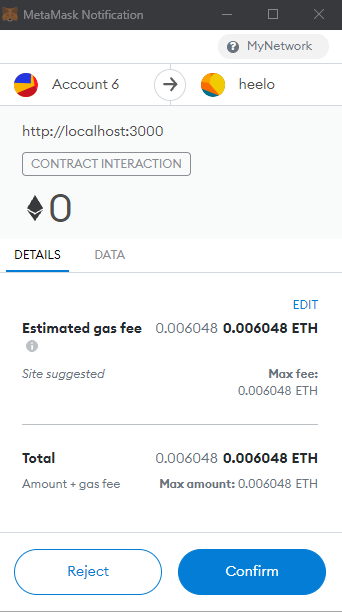 MetaMask Notification
MyNetwork
Account 6 heelo
http://localhost:3000
CONTRACT INTERACTION
0
DETAILS DATA
EDIT
Estimated gas fee 0.006048 0.006048 ETH
Site suggested Max fee:
0.006048 ETH
Total 0.006048 0.006048 ETH
Amount + gas fee Max amount: 0.006048 ETH
Reject Confirm